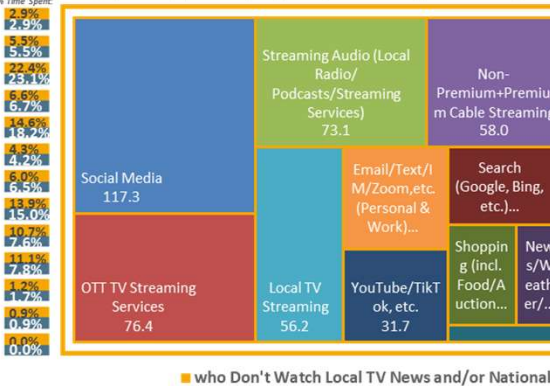 n Time Spent:
2.9%
2.9%
5.5%
5.5%
22.4%
23.1%
6.6%
6.7%
14.6%
18.2%
4.3%
4.2%
6.0%
6.5%
13.9%
15.0%
10.7%
7.6%
11.1%
7.8%
1.2%
1.7%
0.9%
0.9%
0.0%
0.0%
Social Media
117.3
OTT TV Streaming
Services
76.4
Streaming Audio (Local
Radio/
Podcasts/Streaming
Services)
73.1
Non-
Premium+Premiu
m Cable Streaming
58.0
Local TV
Streaming
56.2
Email/Text/I
M/Zoom,etc.
(Personal &
Work)...
YouTube/TikT
ok, etc.
31.7
Search
(Google, Bing,
etc.)...
Shoppin
g (incl.
Food/A
uction...
New
s/W
eath
er/..
who Don't Watch Local TV News and/or National